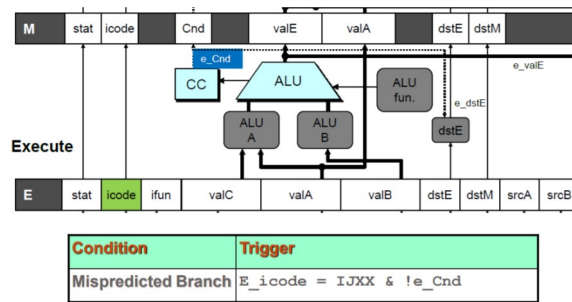 M stat icode Cnd valE valA dstE dstM
e_Cnd
e_valE
CC ALU ALU fun.
e_dstE
ALU A ALU B dstE
Execute
E stat icode ifun valC valA valB dstE dstM srcA srcB
Condition Trigger
Mispredicted Branch E_icode = IJXX & !e_Cnd